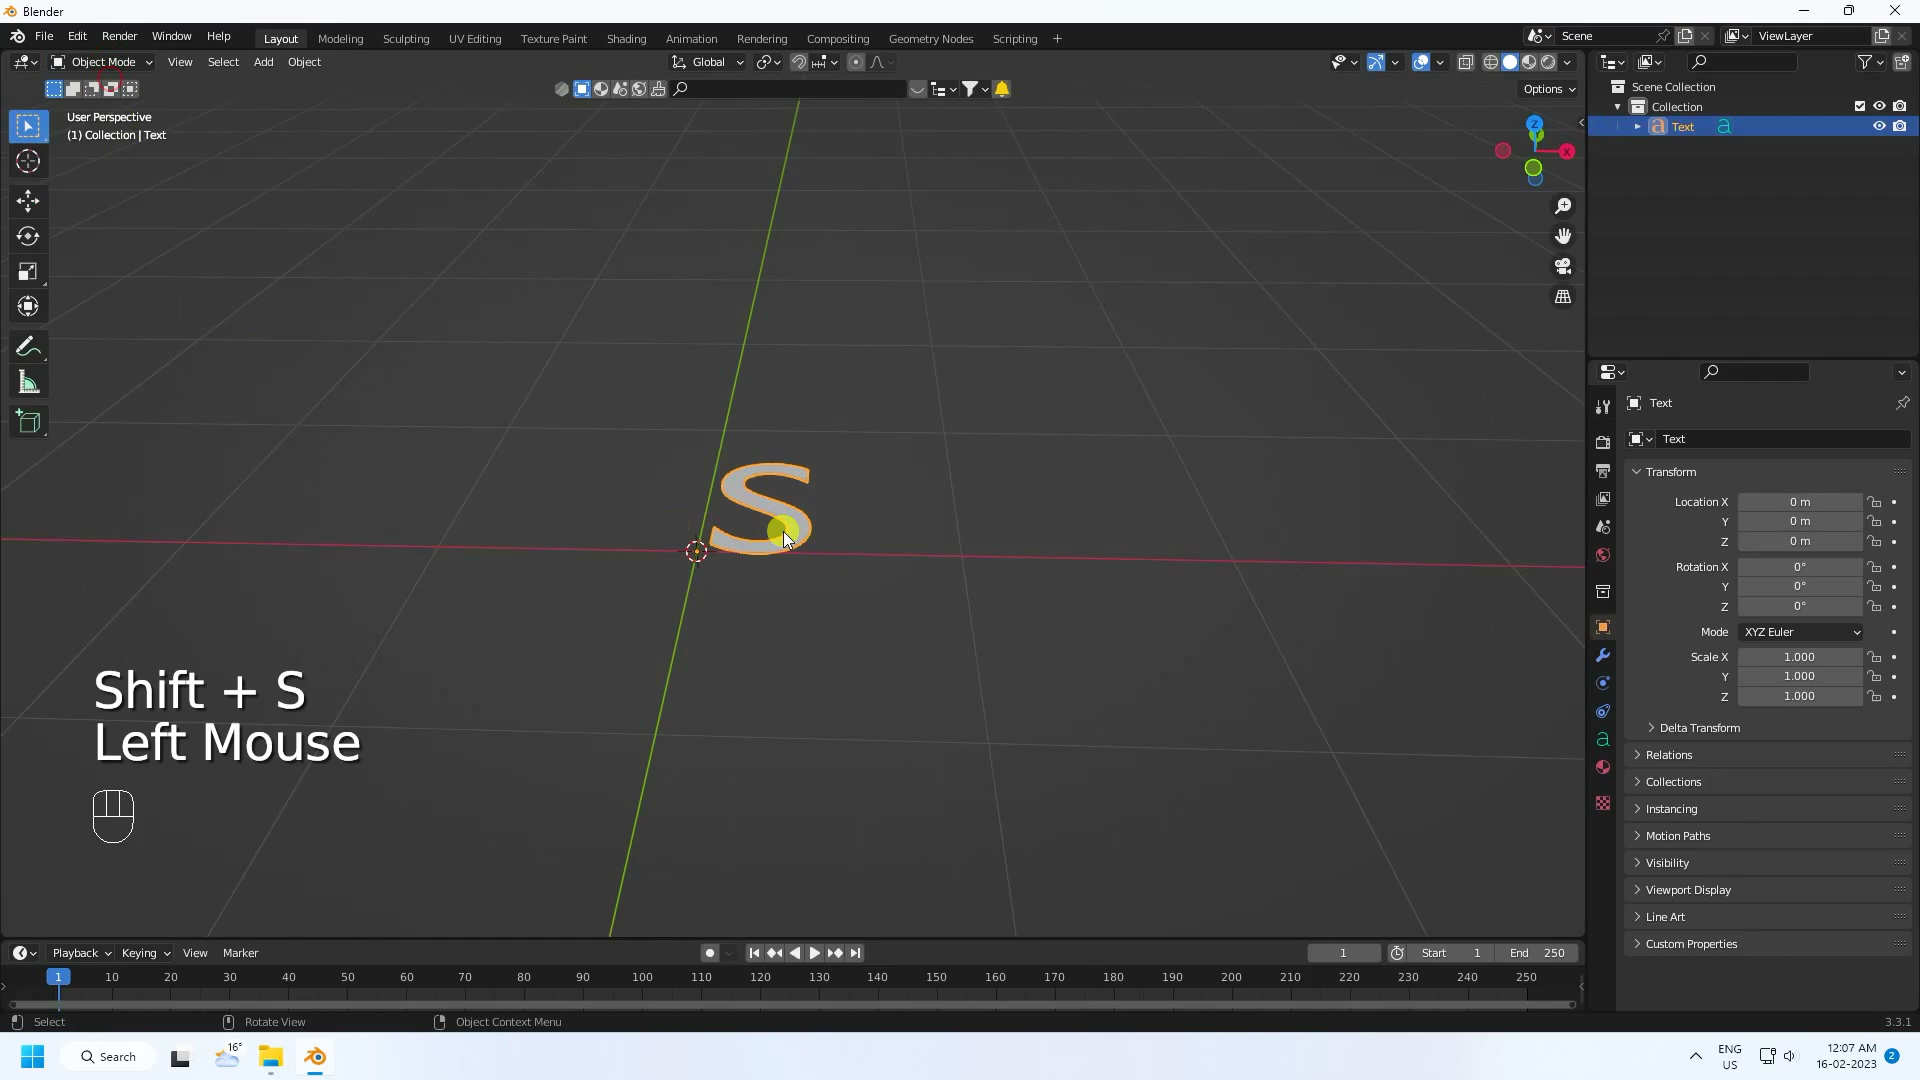 Blender
File Edit Render Window Help
Layout Modeling Sculpting UV Editing Texture Paint Shading Animation Rendering Compositing Geometry Nodes Scripting +
Scene
ViewLayer
Object Mode View Select Add Object
Global
Options
User Perspective
(1) Collection | Text
Z
X
S
Scene Collection
Collection
Text
Text
Text
Transform
Location X 0 m
Y 0 m
Z 0 m
Rotation X 0°
Y 0°
Z 0°
Mode XYZ Euler
Scale X 1.000
Y 1.000
Z 1.000
Delta Transform
Relations
Collections
Instancing
Motion Paths
Visibility
Viewport Display
Line Art
Custom Properties
Shift + S
Left Mouse
Playback Keying View Marker
1
Start 1 End 250
1 10 20 30 40 50 60 70 80 90 100 110 120 130 140 150 160 170 180 190 200 210 220 230 240 250
Select Rotate View Object Context Menu
3.3.1
Search
16°
ENG
US
12:07 AM
16-02-2023
2